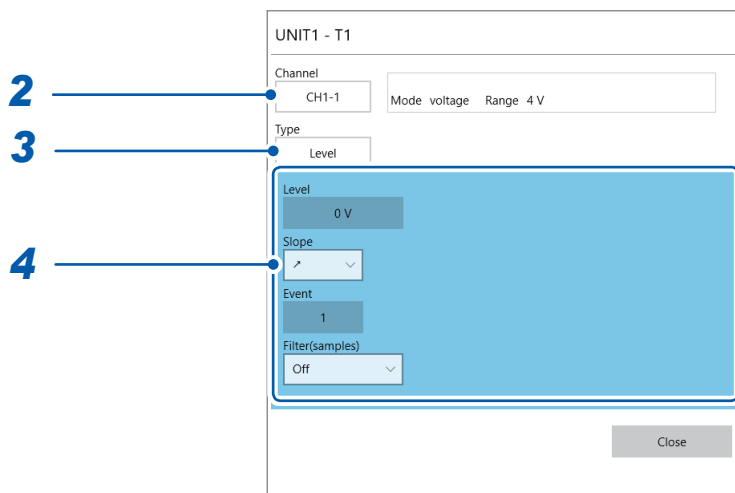 UNIT1 - T1
Channel
2
CH1-1
Mode voltage Range 4 V
Type
3
Level
Level
0 V
Slope
4
↗
Event
1
Filter(samples)
Off
Close